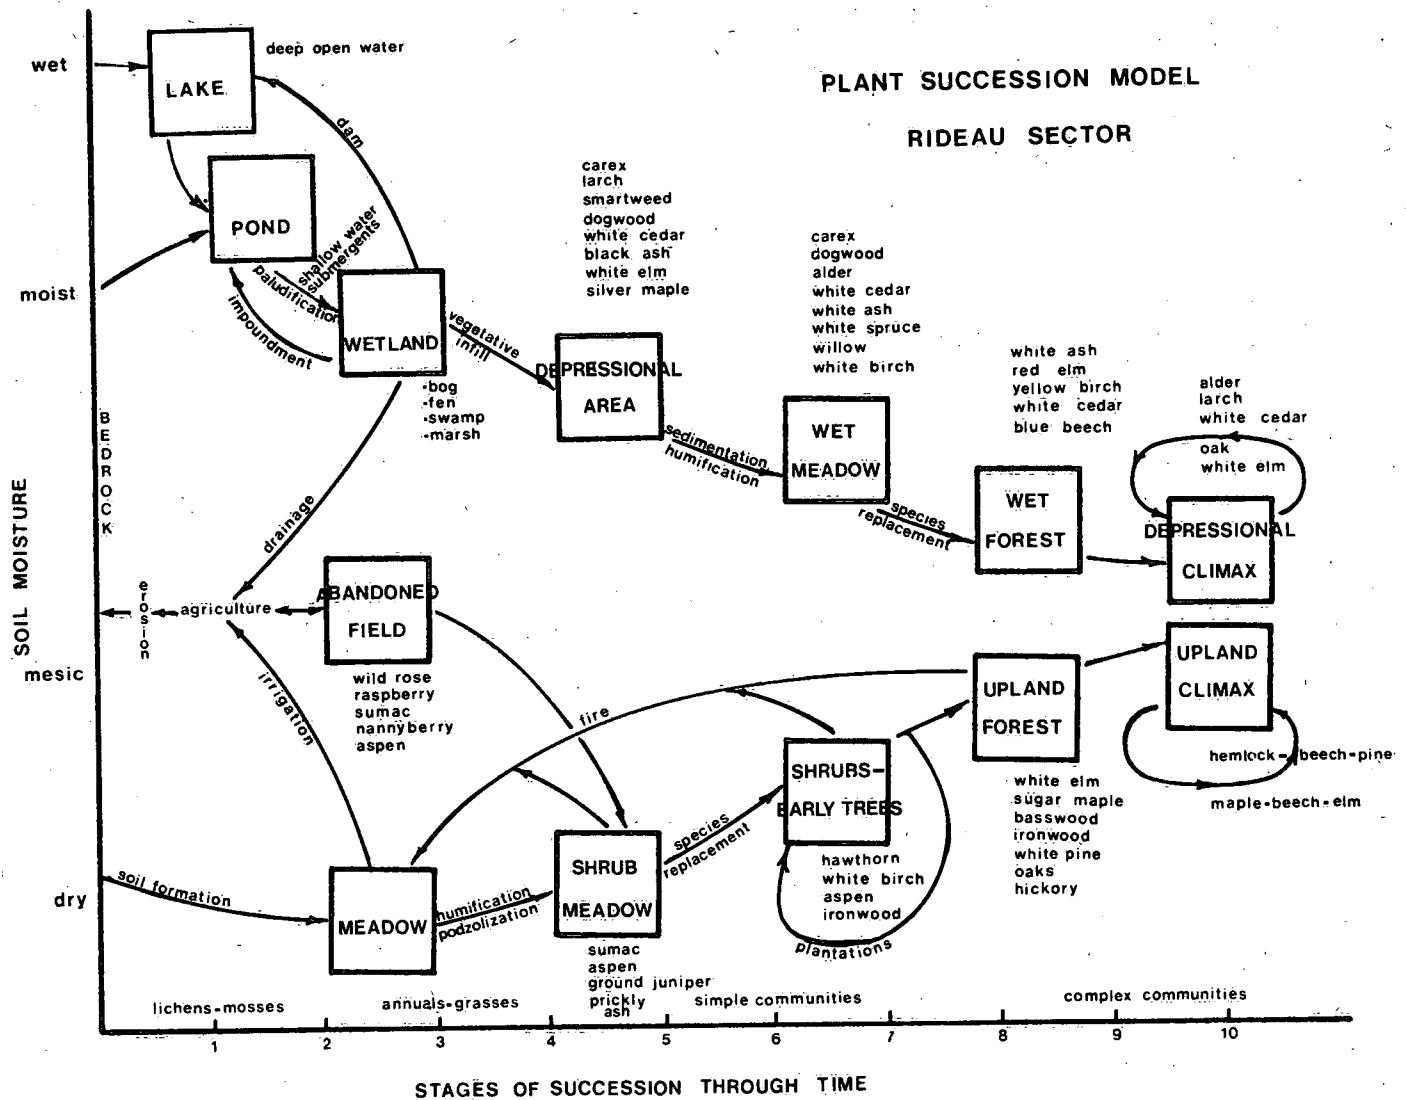 PLANT SUCCESSION MODEL
RIDEAU SECTOR
SOIL MOISTURE
wet
moist
mesic
dry
BEDROCK
LAKE
deep open water
dam
POND
shallow water
submergents
paludification
impoundment
WETLAND
-bog
-fen
-swamp
-marsh
vegetative
infill
carex
larch
smartweed
dogwood
white cedar
black ash
white elm
silver maple
DEPRESSIONAL
AREA
sedimentation
humification
carex
dogwood
alder
white cedar
white ash
white spruce
willow
white birch
WET
MEADOW
species
replacement
white ash
red elm
yellow birch
white cedar
blue beech
WET
FOREST
alder
larch
white cedar
oak
white elm
DEPRESSIONAL
CLIMAX
drainage
erosion
agriculture
irrigation
ABANDONED
FIELD
wild rose
raspberry
sumac
nannyberry
aspen
fire
soil formation
MEADOW
humification
podzolization
SHRUB
MEADOW
sumac
aspen
ground juniper
prickly
ash
species
replacement
SHRUBS-
EARLY TREES
hawthorn
white birch
aspen
ironwood
plantations
UPLAND
FOREST
white elm
sugar maple
basswood
ironwood
white pine
oaks
hickory
UPLAND
CLIMAX
hemlock-beech-pine
maple-beech-elm
lichens-mosses
annuals-grasses
simple communities
complex communities
1 2 3 4 5 6 7 8 9 10
STAGES OF SUCCESSION THROUGH TIME